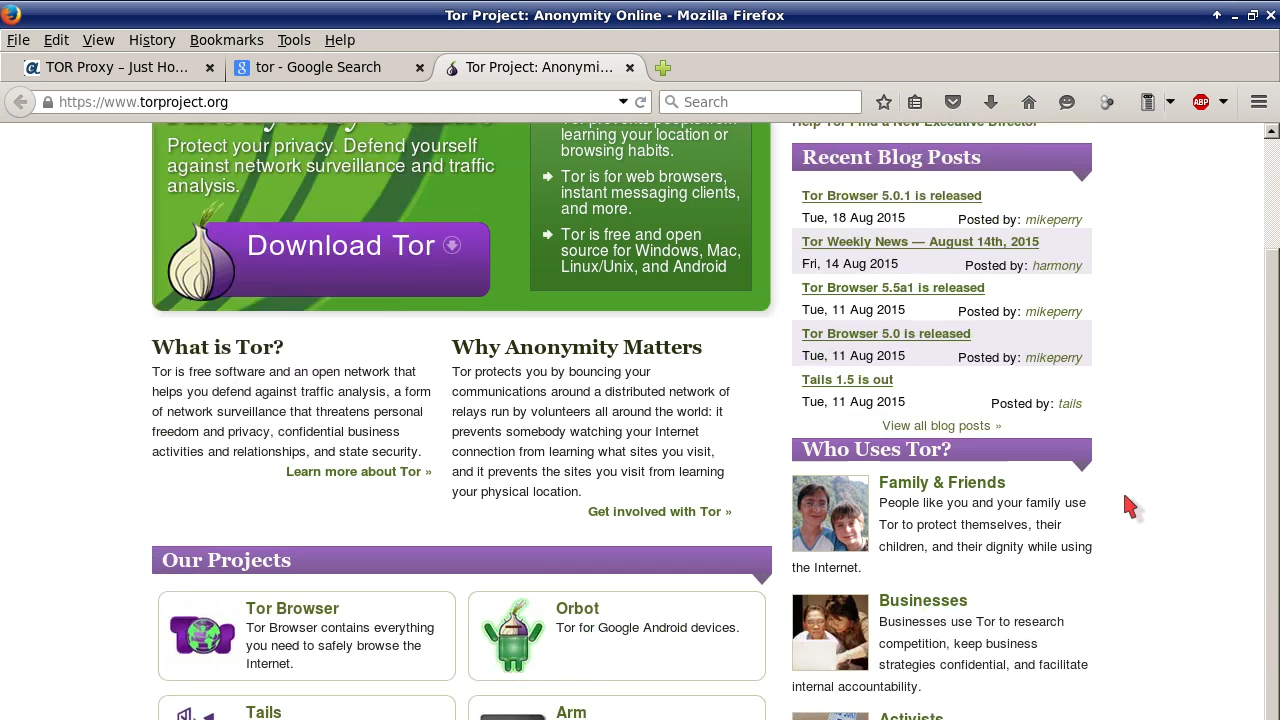 Tor Project: Anonymity Online - Mozilla Firefox
File Edit View History Bookmarks Tools Help
TOR Proxy – Just Ho...
tor - Google Search
Tor Project: Anonymi...
https://www.torproject.org
Search
ABP
Protect your privacy. Defend yourself
against network surveillance and traffic
analysis.
Download Tor
learning your location or
browsing habits.
Tor is for web browsers,
instant messaging clients,
and more.
Tor is free and open
source for Windows, Mac,
Linux/Unix, and Android
What is Tor?
Tor is free software and an open network that
helps you defend against traffic analysis, a form
of network surveillance that threatens personal
freedom and privacy, confidential business
activities and relationships, and state security.
Learn more about Tor »
Why Anonymity Matters
Tor protects you by bouncing your
communications around a distributed network of
relays run by volunteers all around the world: it
prevents somebody watching your Internet
connection from learning what sites you visit,
and it prevents the sites you visit from learning
your physical location.
Get involved with Tor »
Our Projects
Tor Browser
Tor Browser contains everything
you need to safely browse the
Internet.
Orbot
Tor for Google Android devices.
Tails
Arm
Help Tor Find a New Executive Director
Recent Blog Posts
Tor Browser 5.0.1 is released
Tue, 18 Aug 2015 Posted by: mikeperry
Tor Weekly News — August 14th, 2015
Fri, 14 Aug 2015 Posted by: harmony
Tor Browser 5.5a1 is released
Tue, 11 Aug 2015 Posted by: mikeperry
Tor Browser 5.0 is released
Tue, 11 Aug 2015 Posted by: mikeperry
Tails 1.5 is out
Tue, 11 Aug 2015 Posted by: tails
View all blog posts »
Who Uses Tor?
Family & Friends
People like you and your family use
Tor to protect themselves, their
children, and their dignity while using
the Internet.
Businesses
Businesses use Tor to research
competition, keep business
strategies confidential, and facilitate
internal accountability.
Activists